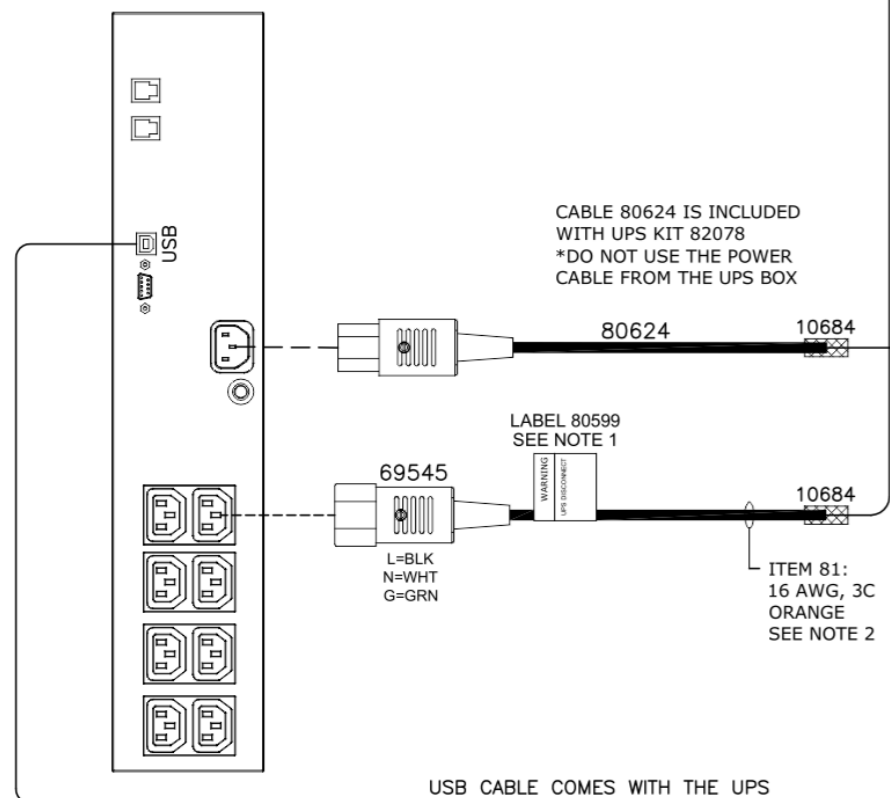 CABLE 80624 IS INCLUDED
WITH UPS KIT 82078
*DO NOT USE THE POWER
CABLE FROM THE UPS BOX
USB
80624
10684
LABEL 80599
SEE NOTE 1
WARNING
UPS DISCONNECT
69545
10684
L=BLK
N=WHT
G=GRN
ITEM 81:
16 AWG, 3C
ORANGE
SEE NOTE 2
USB CABLE COMES WITH THE UPS